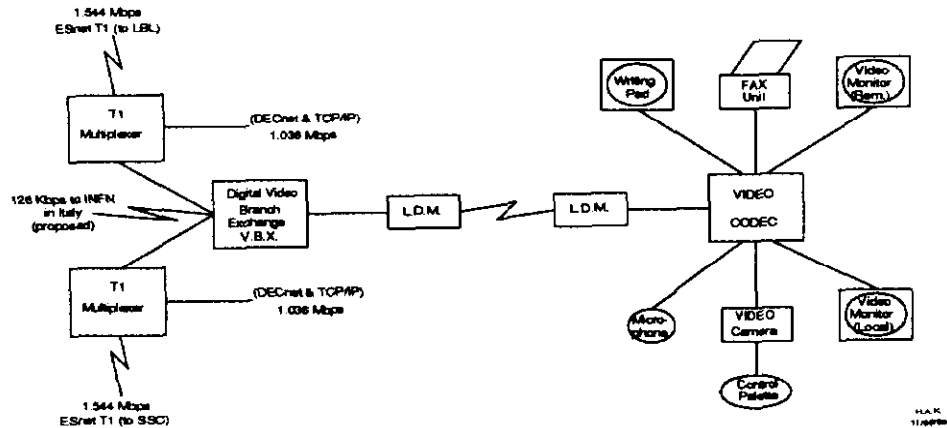 1.544 Mbps
ESnet T1 (to LBL)
T1
Multiplexer
(DECnet & TCP/IP)
1.036 Mbps
Writing
Pad
FAX
Unit
Video
Monitor
(Rem.)
128 Kbps to INFN
in Italy
(proposed)
Digital Video
Branch
Exchange
V.B.X.
L.D.M.
L.D.M.
VIDEO
CODEC
T1
Multiplexer
(DECnet & TCP/IP)
1.036 Mbps
Micro-
phone
VIDEO
Camera
Video
Monitor
(Local)
Control
Palette
1.544 Mbps
ESnet T1 (to SSC)
H.A.K.